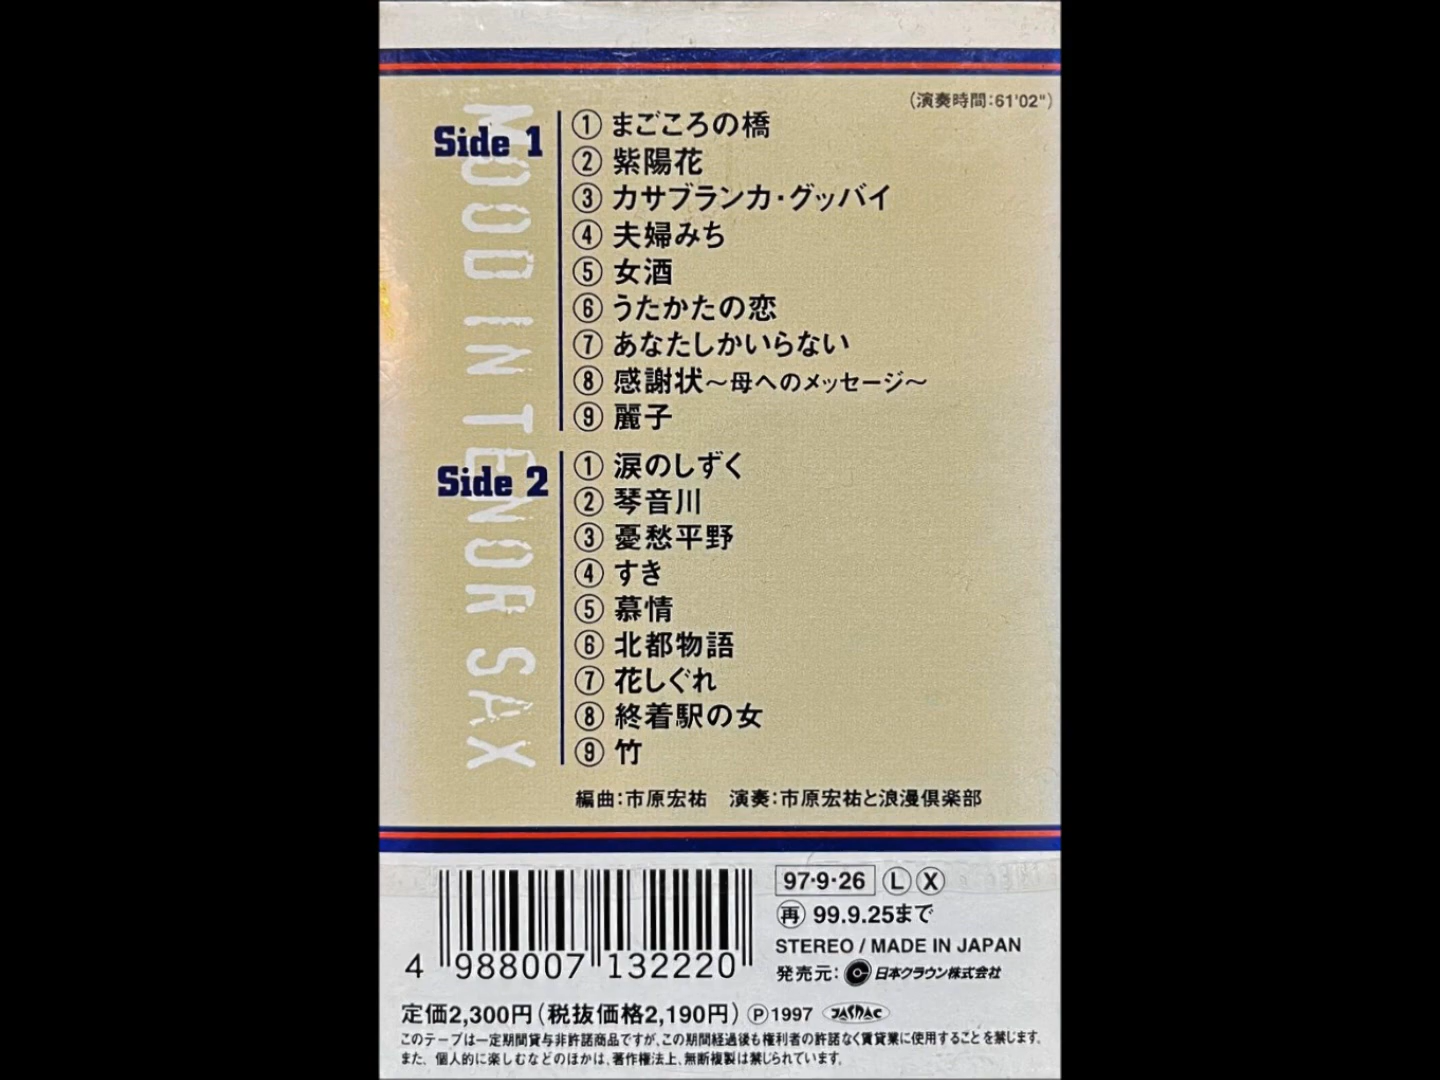 (演奏時間:61'02")
MOOD IN TENOR SAX
Side 1
①まごころの橋
②紫陽花
③カサブランカ・グッバイ
④夫婦みち
⑤女酒
⑥うたかたの恋
⑦あなたしかいらない
⑧感謝状～母へのメッセージ～
⑨麗子
Side 2
①涙のしずく
②琴音川
③憂愁平野
④すき
⑤慕情
⑥北都物語
⑦花しぐれ
⑧終着駅の女
⑨竹
編曲:市原宏祐 演奏:市原宏祐と浪漫倶楽部
97・9・26 Ⓛ Ⓧ
㊢ 99.9.25まで
STEREO / MADE IN JAPAN
発売元: 日本クラウン株式会社
4 988007 132220
定価2,300円(税抜価格2,190円) Ⓟ1997 JASRAC
このテープは一定期間貸与非許諾商品ですが、この期間経過後も権利者の許諾なく賃貸業に使用することを禁じます。
また、個人的に楽しむなどのほかは、著作権法上、無断複製は禁じられています。